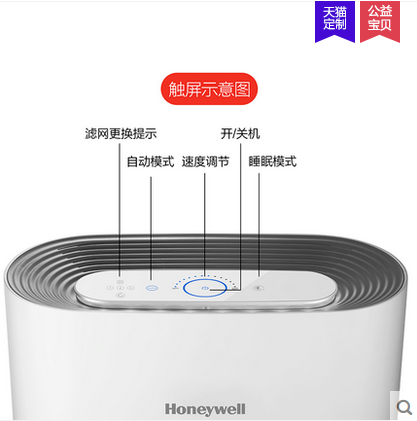 天猫
定制
公益
宝贝
触屏示意图
滤网更换提示
开/关机
自动模式
速度调节
睡眠模式
Honeywell